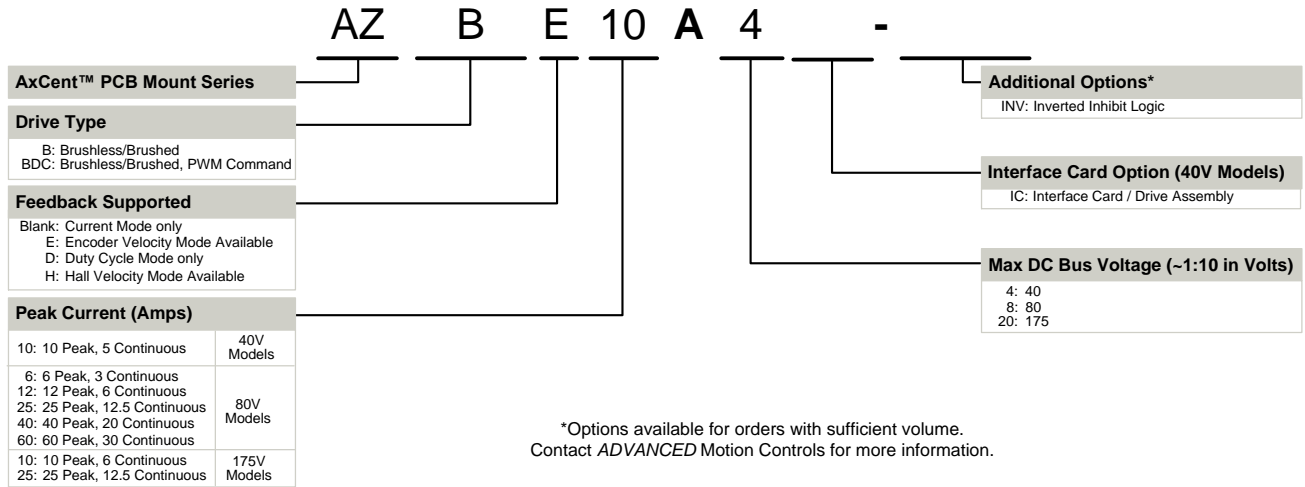 AZ B E 10 A 4 -
AxCent™ PCB Mount Series
Drive Type
B: Brushless/Brushed
BDC: Brushless/Brushed, PWM Command
Feedback Supported
Blank: Current Mode only
E: Encoder Velocity Mode Available
D: Duty Cycle Mode only
H: Hall Velocity Mode Available
Peak Current (Amps)
10: 10 Peak, 5 Continuous
40V
Models
6: 6 Peak, 3 Continuous
12: 12 Peak, 6 Continuous
25: 25 Peak, 12.5 Continuous
40: 40 Peak, 20 Continuous
60: 60 Peak, 30 Continuous
80V
Models
10: 10 Peak, 6 Continuous
25: 25 Peak, 12.5 Continuous
175V
Models
Additional Options*
INV: Inverted Inhibit Logic
Interface Card Option (40V Models)
IC: Interface Card / Drive Assembly
Max DC Bus Voltage (~1:10 in Volts)
4: 40
8: 80
20: 175
*Options available for orders with sufficient volume.
Contact ADVANCED Motion Controls for more information.